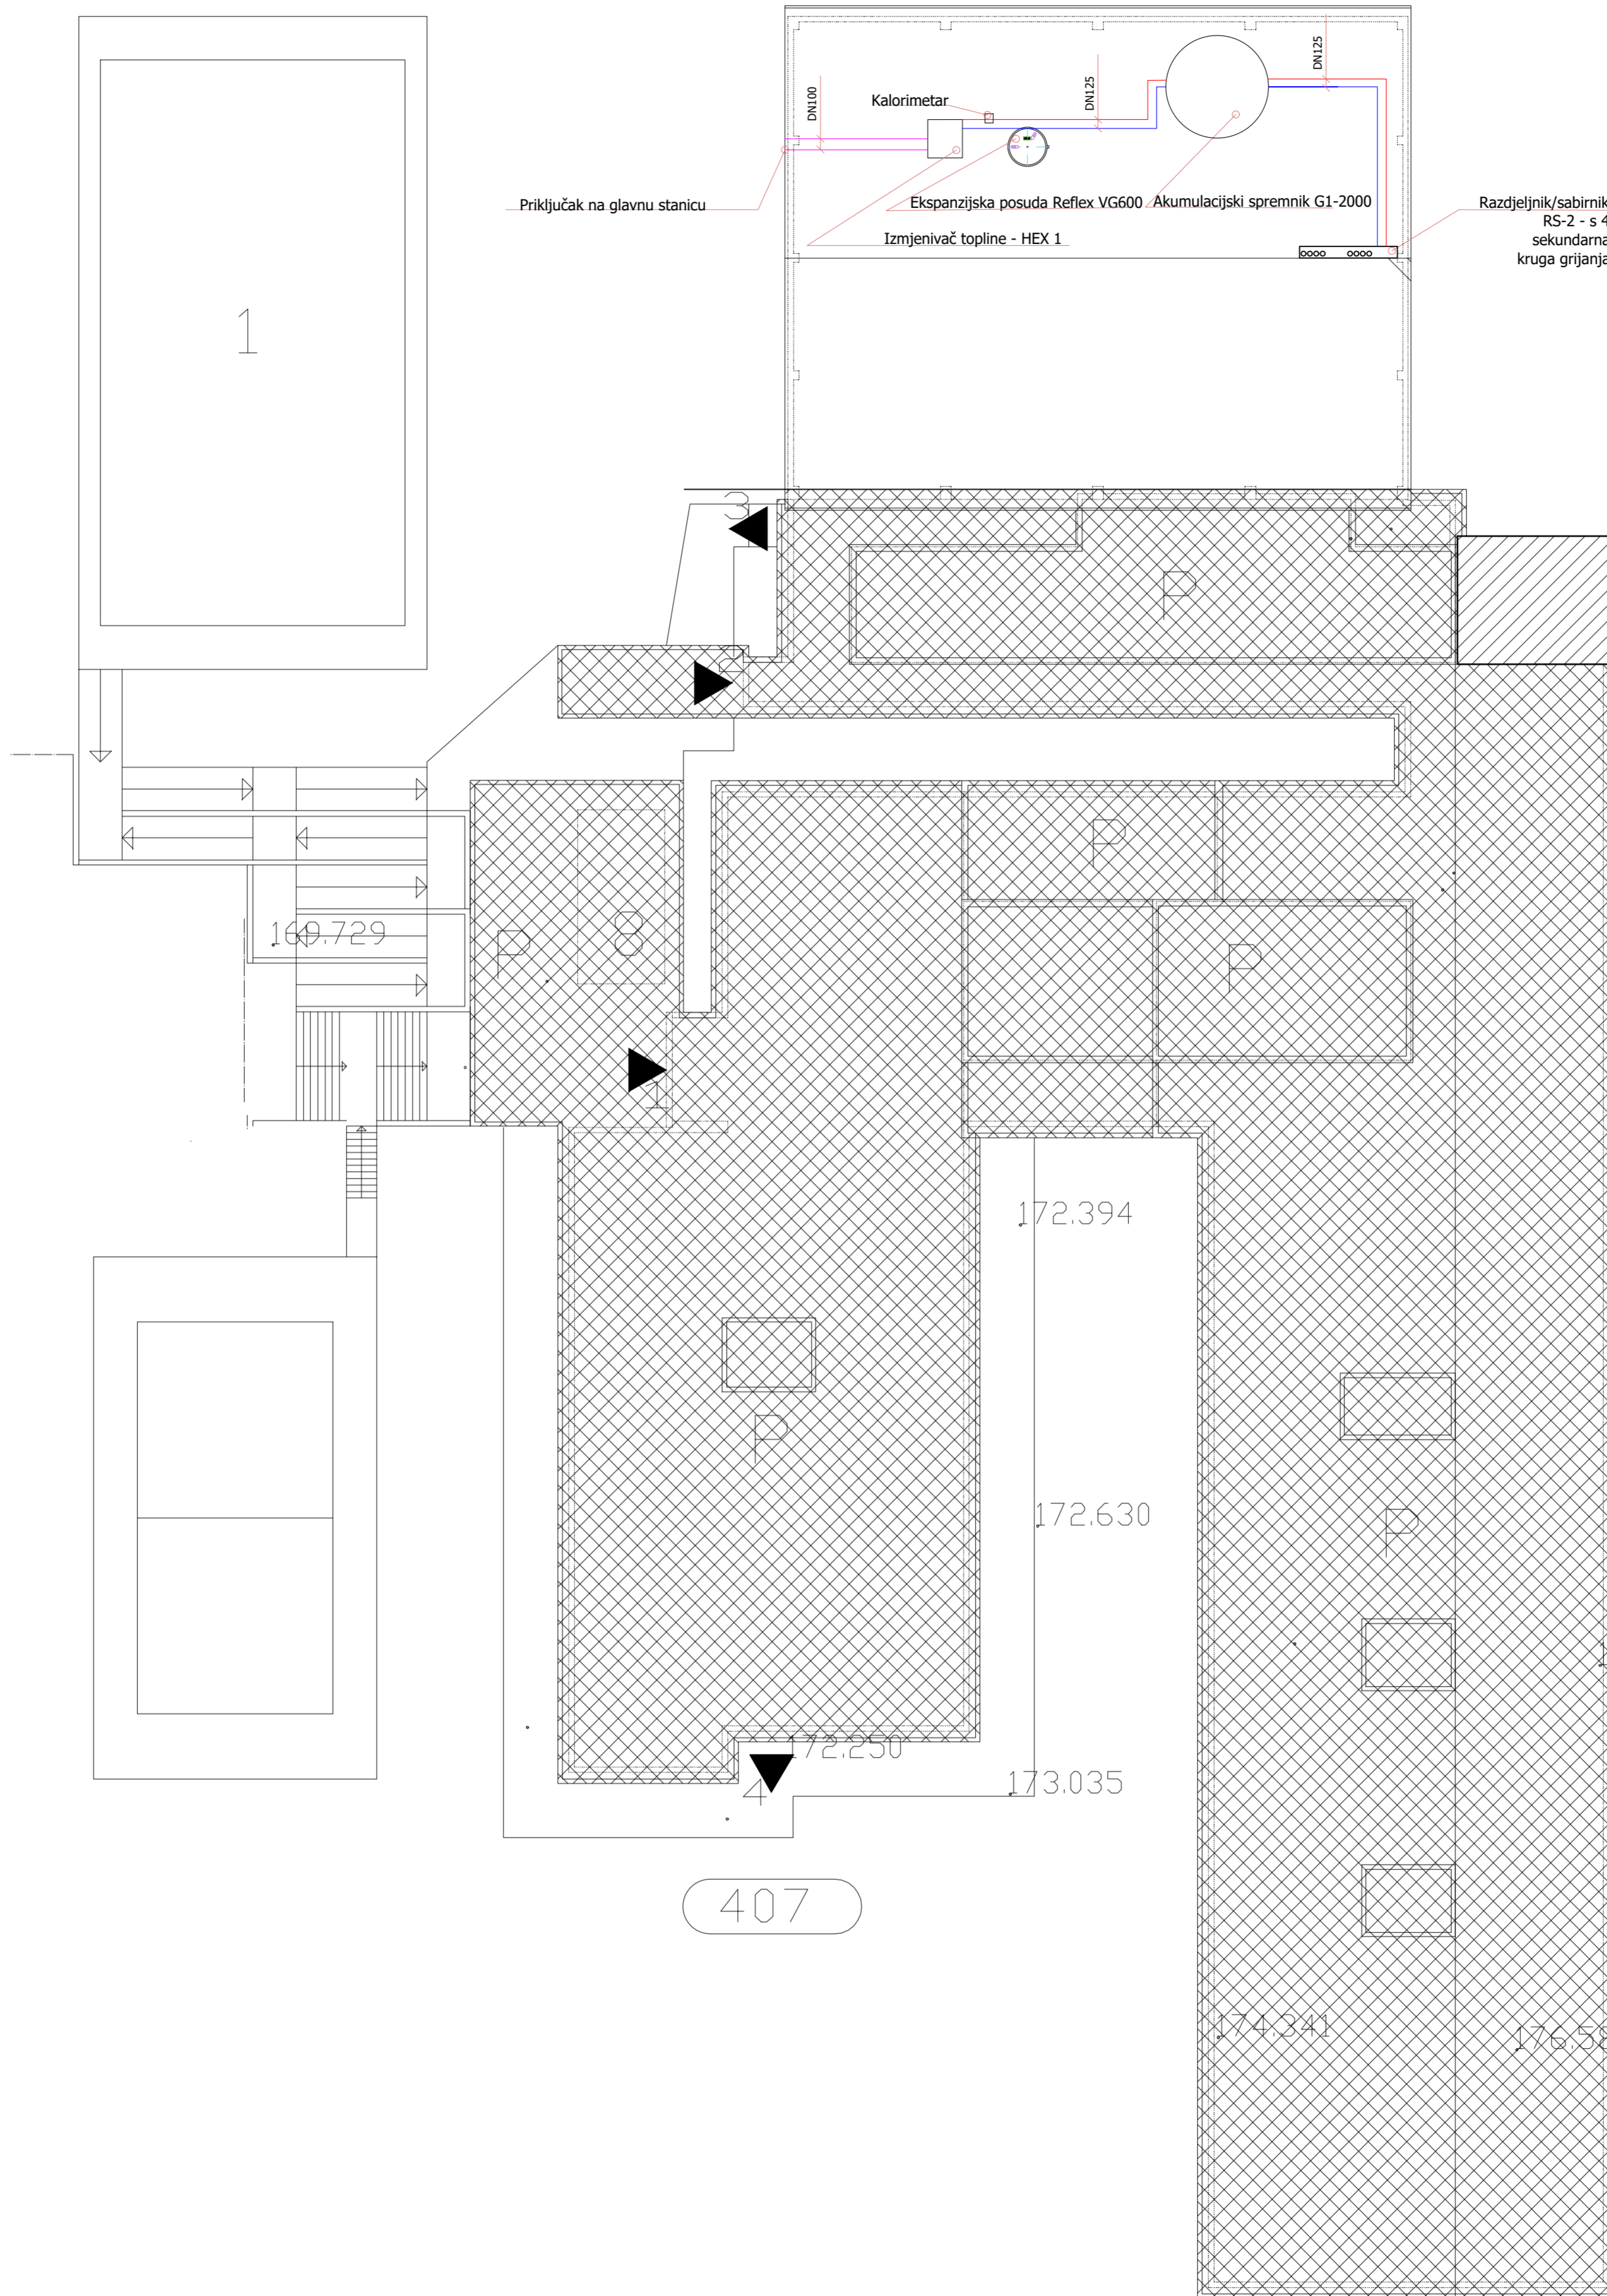 DN125
DN100
Kalorimetar
DN125
Priključak na glavnu stanicu
Ekspanzijska posuda Reflex VG600
Akumulacijski spremnik G1-2000
Razdjeljnik/sabirnik
RS-2 - s 4
sekundarna
kruga grijanja
Izmjenivač topline - HEX 1
1
3
P
2
P
169.729
P
8
P
1
172.394
P
172.630
P
172.250
4
173.035
407
174.341
176.58